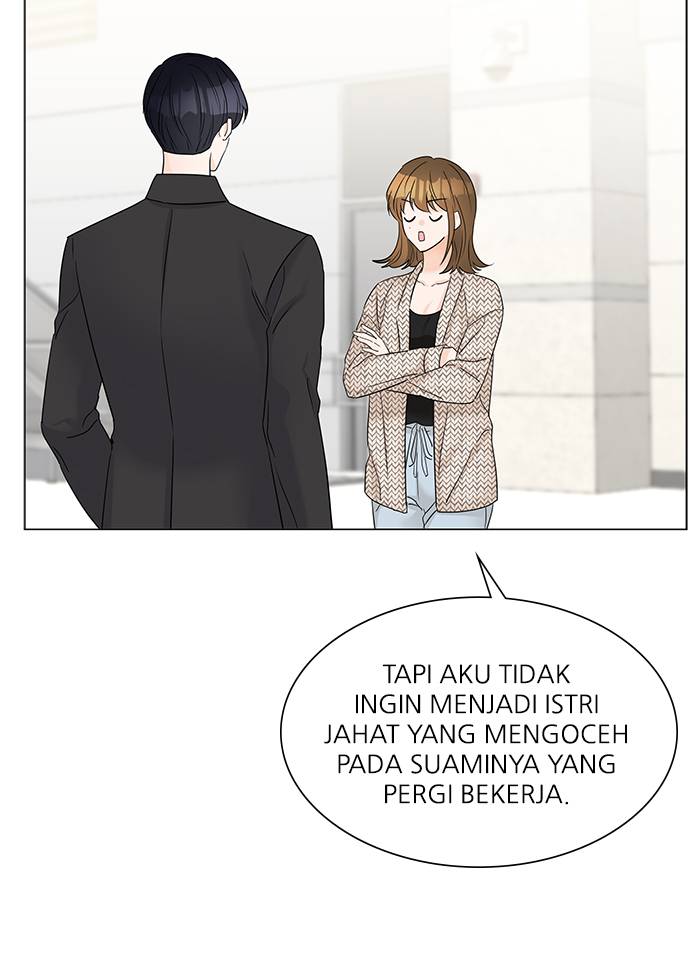 TAPI AKU TIDAK
INGIN MENJADI ISTRI
JAHAT YANG MENGOCEH
PADA SUAMINYA YANG
PERGI BEKERJA.